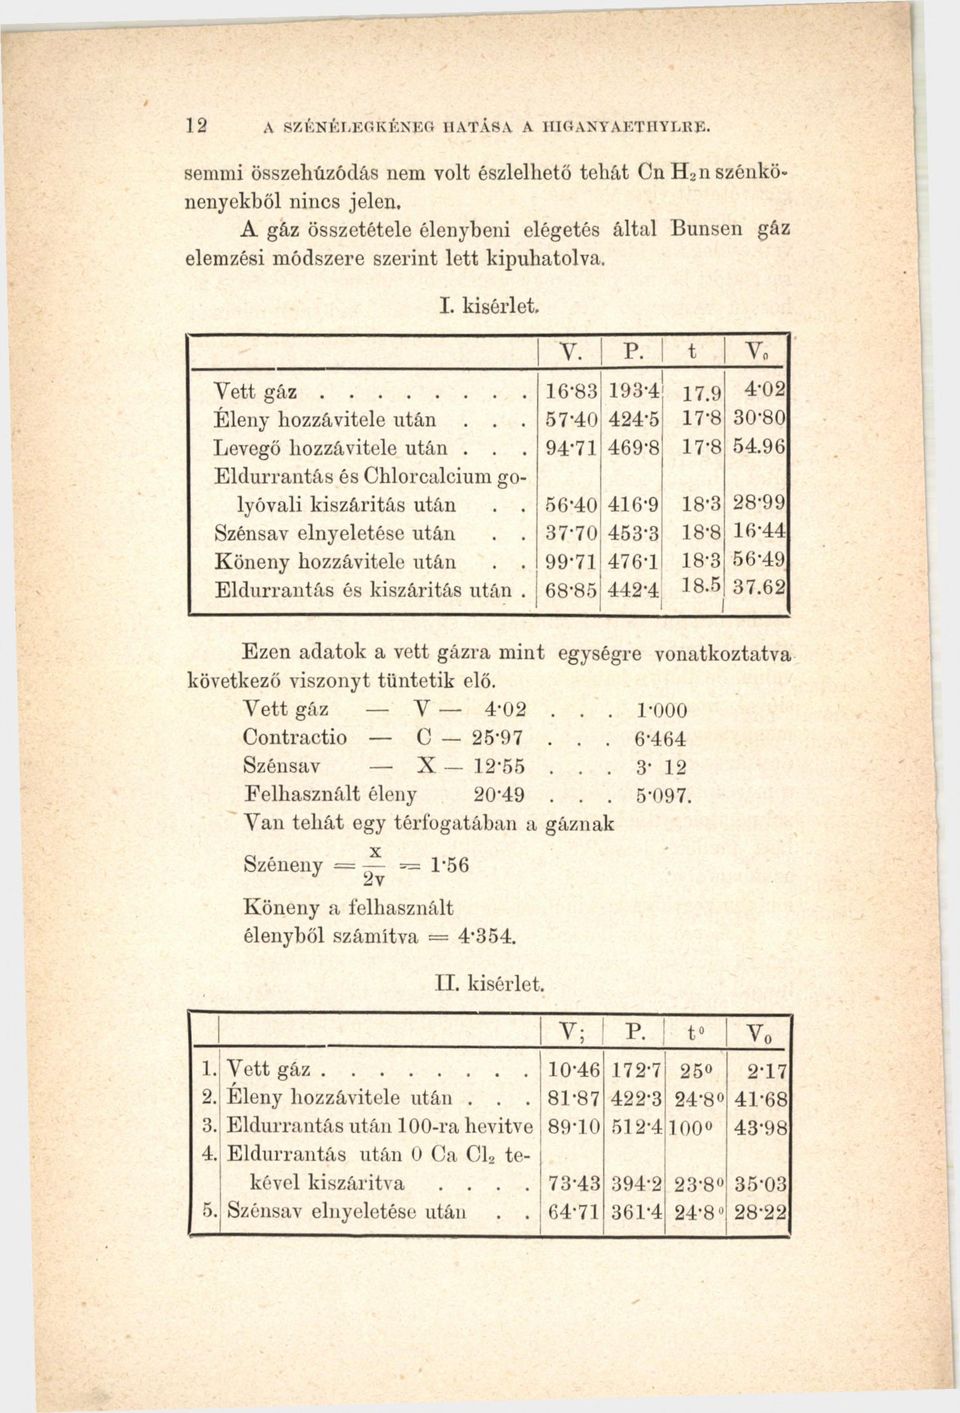 12 A SZÉNÉLEGKÉNEG HATÁSA A HIGANYAETHYLRE.
semmi összehúzódás nem volt észlelhető tehát Cn H₂n szénkö-
nenyekből nincs jelen.
A gáz összetétele élenybeni elégetés által Bunsen gáz
elemzési módszere szerint lett kipuhatolva.
I. kisérlet.
V. P. t V₀
Vett gáz . . . . . . . . 16·83 193·4 17.9 4·02
Éleny hozzávitele után . . . 57·40 424·5 17·8 30·80
Levegő hozzávitele után . . . 94·71 469·8 17·8 54.96
Eldurrantás és Chlorcalcium go-
lyóvali kiszáritás után . . 56·40 416·9 18·3 28·99
Szénsav elnyeletése után . . 37·70 453·3 18·8 16·44
Köneny hozzávitele után . . 99·71 476·1 18·3 56·49
Eldurrantás és kiszáritás után . 68·85 442·4 18.5 37.62
Ezen adatok a vett gázra mint egységre vonatkoztatva
következő viszonyt tüntetik elő.
Vett gáz — V — 4·02 . . . 1·000
Contractio — C — 25·97 . . . 6·464
Szénsav — X — 12·55 . . . 3· 12
Felhasznált éleny 20·49 . . . 5·097.
Van tehát egy térfogatában a gáznak
Széneny = x/2v = 1·56
Köneny a felhasznált
élenyből számítva = 4·354.
II. kisérlet.
V; P. t⁰ V₀
1. Vett gáz . . . . . . . . 10·46 172·7 25⁰ 2·17
2. Éleny hozzávitele után . . . 81·87 422·3 24·8⁰ 41·68
3. Eldurrantás után 100-ra hevitve 89·10 512·4 100⁰ 43·98
4. Eldurrantás után 0 Ca Cl₂ te-
kével kiszáritva . . . . 73·43 394·2 23·8⁰ 35·03
5. Szénsav elnyeletése után . . 64·71 361·4 24·8⁰ 28·22